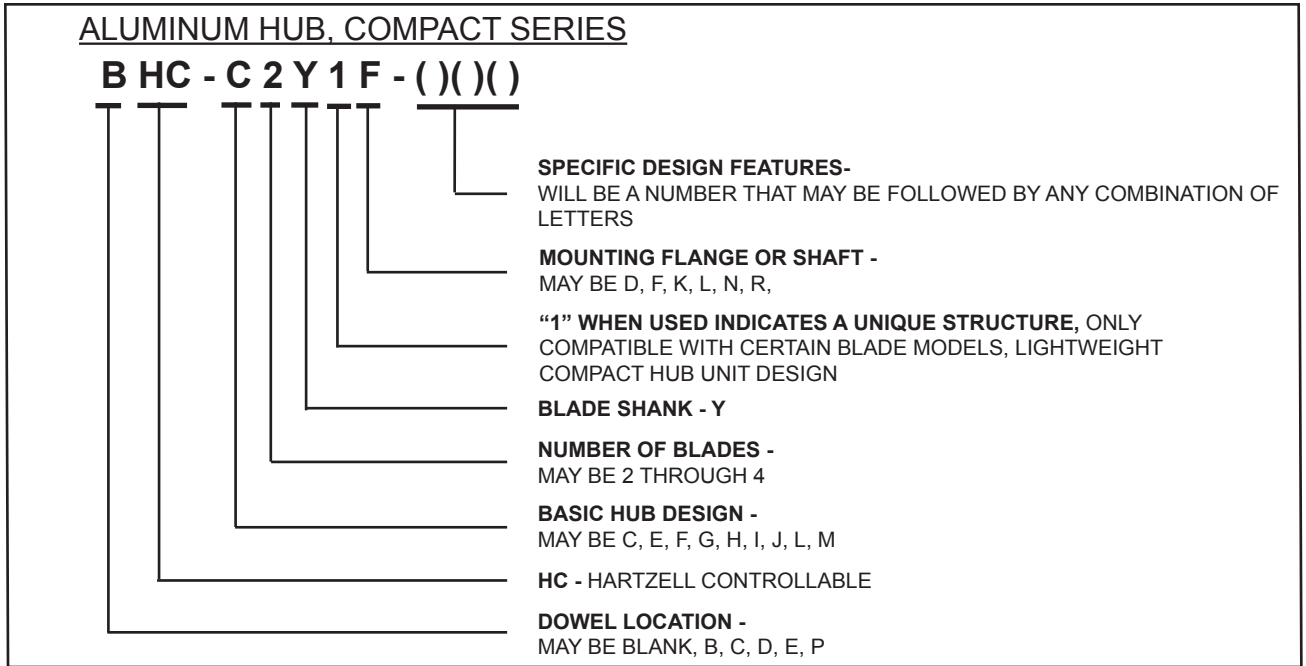 ALUMINUM HUB, COMPACT SERIES
B HC - C 2 Y 1 F - ( )( )( )
SPECIFIC DESIGN FEATURES-
WILL BE A NUMBER THAT MAY BE FOLLOWED BY ANY COMBINATION OF
LETTERS
MOUNTING FLANGE OR SHAFT -
MAY BE D, F, K, L, N, R,
“1” WHEN USED INDICATES A UNIQUE STRUCTURE, ONLY
COMPATIBLE WITH CERTAIN BLADE MODELS, LIGHTWEIGHT
COMPACT HUB UNIT DESIGN
BLADE SHANK - Y
NUMBER OF BLADES -
MAY BE 2 THROUGH 4
BASIC HUB DESIGN -
MAY BE C, E, F, G, H, I, J, L, M
HC - HARTZELL CONTROLLABLE
DOWEL LOCATION -
MAY BE BLANK, B, C, D, E, P